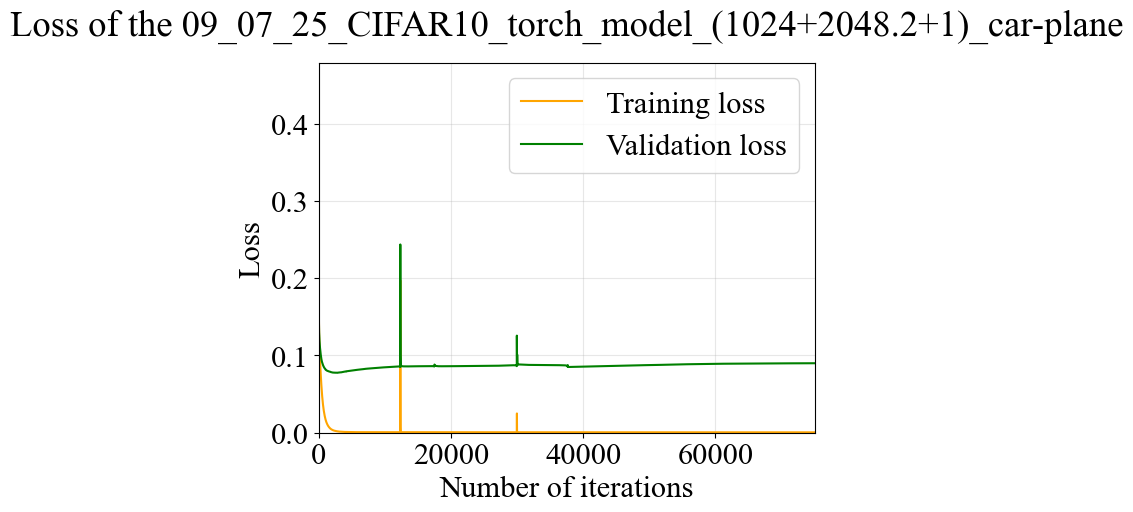 Loss of the 09_07_25_CIFAR10_torch_model_(1024+2048.2+1)_car-plane
Training loss
Validation loss
Loss
0.4
0.3
0.2
0.1
0.0
0 20000 40000 60000
Number of iterations